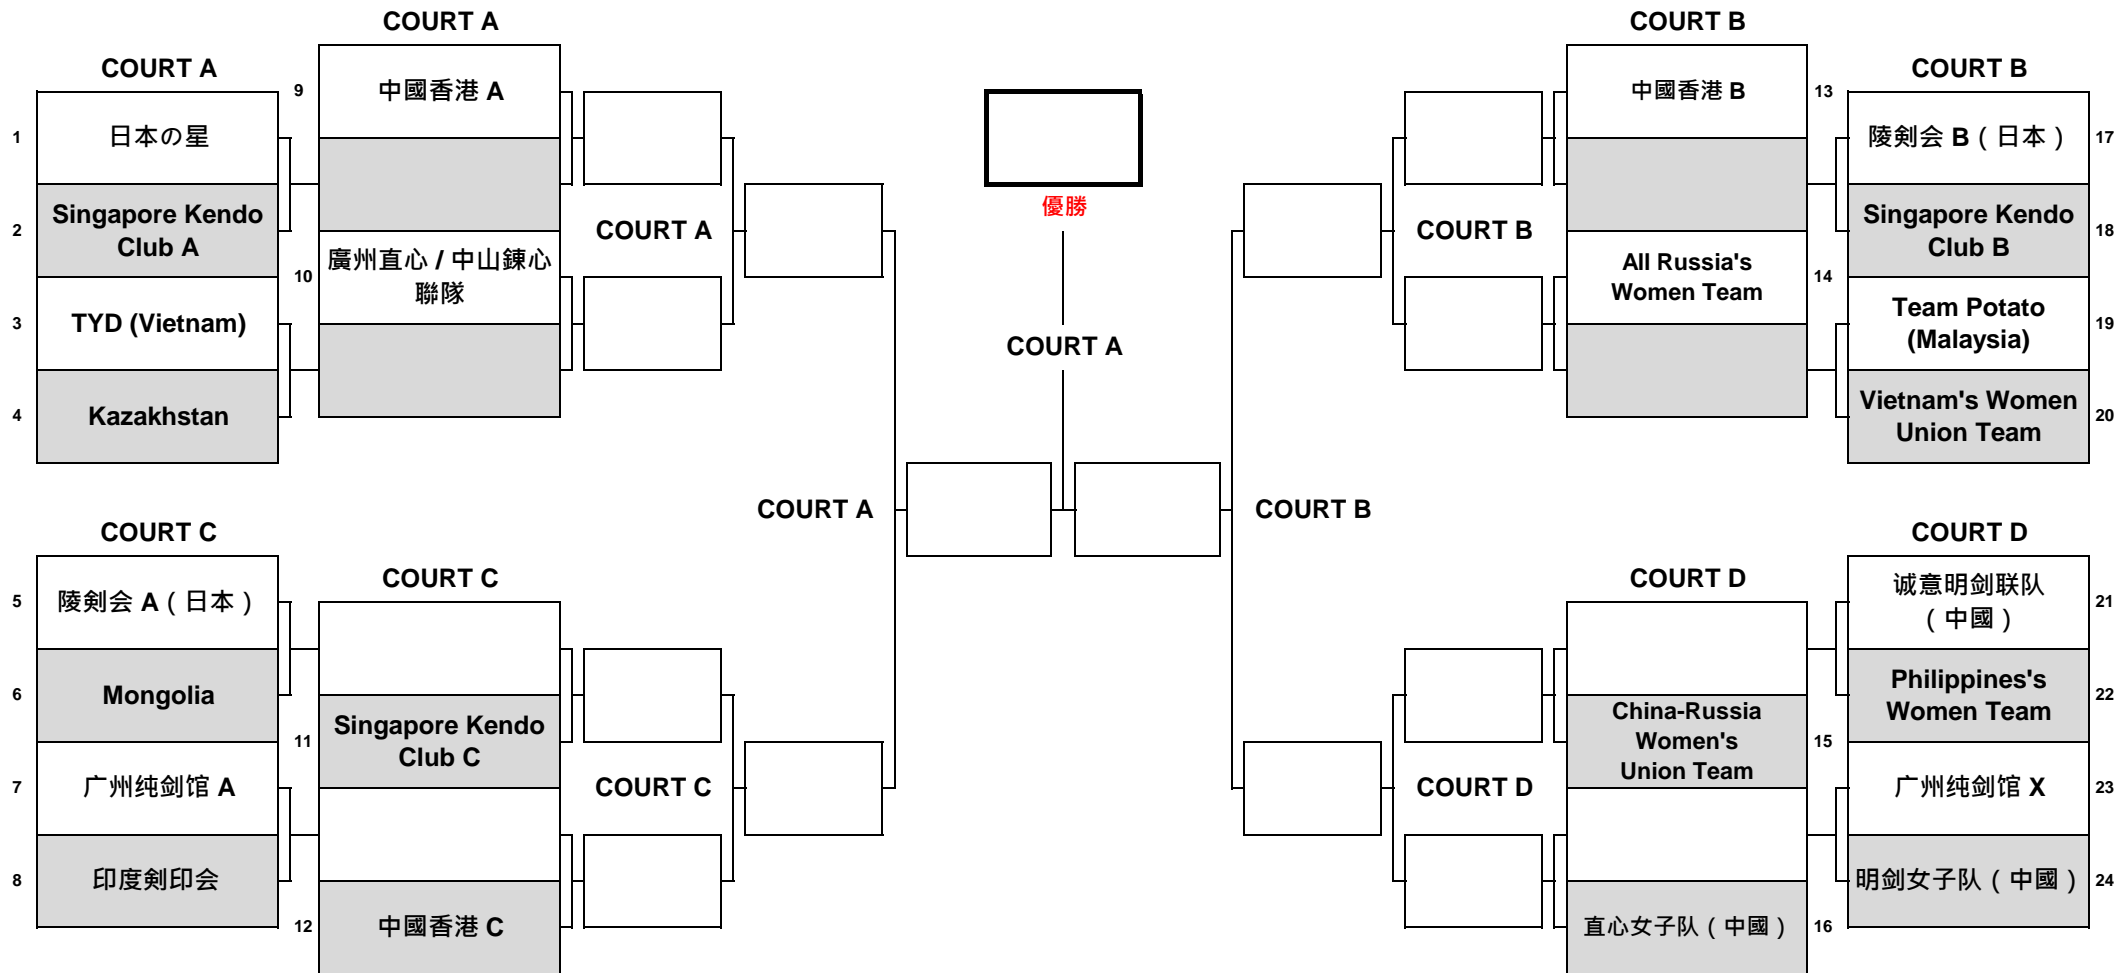 COURT A
COURT A
9
中國香港 A
1
日本の星
2
Singapore Kendo
Club A
10
廣州直心 / 中山鍊心
聯隊
3
TYD (Vietnam)
4
Kazakhstan
COURT A
COURT C
COURT C
5
陵剣会 A ( 日本 )
6
Mongolia
11
Singapore Kendo
Club C
7
广州纯剑馆 A
8
印度剣印会
12
中國香港 C
COURT C
COURT A
優勝
COURT A
COURT B
COURT B
COURT B
COURT B
中國香港 B
13
陵剣会 B ( 日本 )
17
Singapore Kendo
Club B
18
All Russia's
Women Team
14
Team Potato
(Malaysia)
19
Vietnam's Women
Union Team
20
COURT D
COURT D
诚意明剑联队
( 中國 )
21
Philippines's
Women Team
22
China-Russia
Women's
Union Team
15
COURT D
广州纯剑馆 X
23
明剑女子队 ( 中國 )
24
直心女子队 ( 中國 )
16